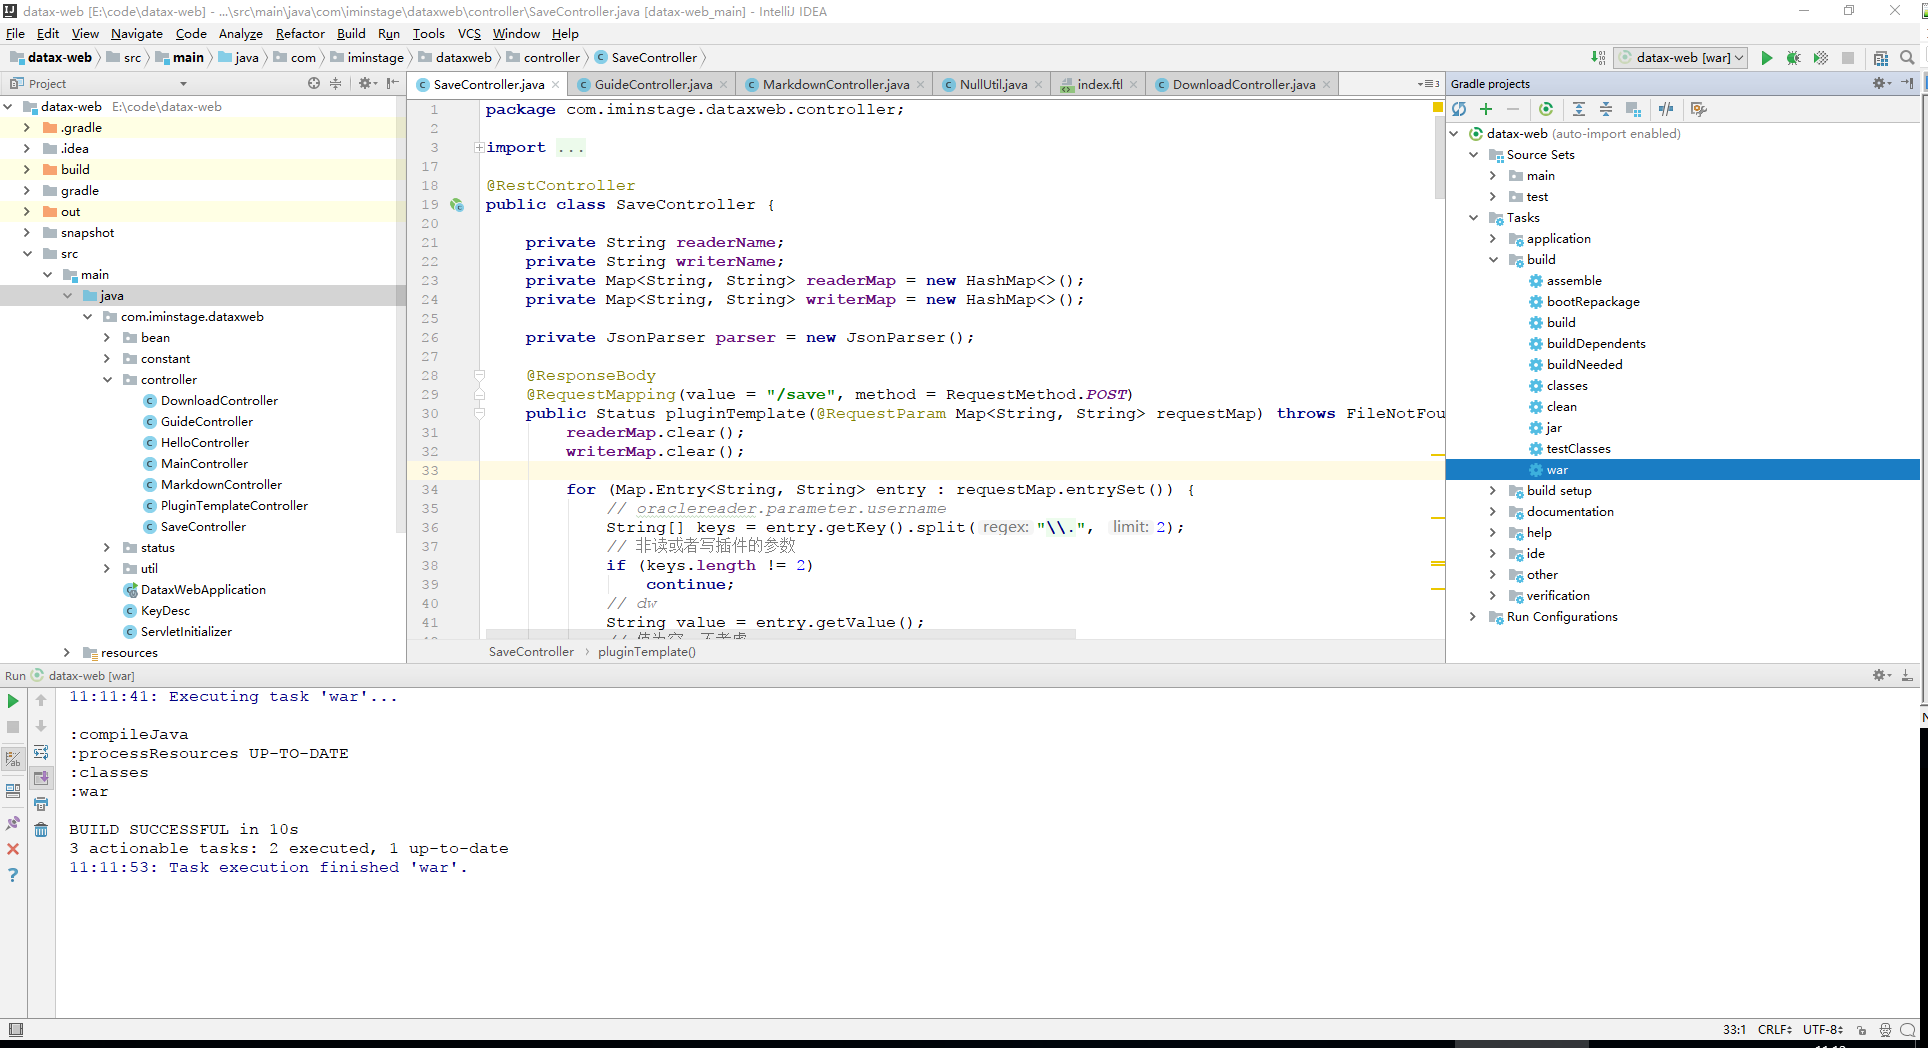 datax-web [E:\code\datax-web] - ...\src\main\java\com\iminstage\dataxweb\controller\SaveController.java [datax-web_main] - IntelliJ IDEA
File Edit View Navigate Code Analyze Refactor Build Run Tools VCS Window Help
datax-web src main java com iminstage dataxweb controller SaveController
datax-web [war]
Project
datax-web E:\code\datax-web
.gradle
.idea
build
gradle
out
snapshot
src
main
java
com.iminstage.dataxweb
bean
constant
controller
DownloadController
GuideController
HelloController
MainController
MarkdownController
PluginTemplateController
SaveController
status
util
DataxWebApplication
KeyDesc
ServletInitializer
resources
SaveController.java GuideController.java MarkdownController.java NullUtil.java index.ftl DownloadController.java
1 package com.iminstage.dataxweb.controller;
2
3 import ...
17
18 @RestController
19 public class SaveController {
20
21 private String readerName;
22 private String writerName;
23 private Map<String, String> readerMap = new HashMap<>();
24 private Map<String, String> writerMap = new HashMap<>();
25
26 private JsonParser parser = new JsonParser();
27
28 @ResponseBody
29 @RequestMapping(value = "/save", method = RequestMethod.POST)
30 public Status pluginTemplate(@RequestParam Map<String, String> requestMap) throws FileNotFou
31 readerMap.clear();
32 writerMap.clear();
33
34 for (Map.Entry<String, String> entry : requestMap.entrySet()) {
35 // oraclereader.parameter.username
36 String[] keys = entry.getKey().split( regex: "\\.", limit: 2);
37 // 非读或者写插件的参数
38 if (keys.length != 2)
39 continue;
40 // dw
41 String value = entry.getValue();
SaveController pluginTemplate()
Gradle projects
datax-web (auto-import enabled)
Source Sets
main
test
Tasks
application
build
assemble
bootRepackage
build
buildDependents
buildNeeded
classes
clean
jar
testClasses
war
build setup
documentation
help
ide
other
verification
Run Configurations
Run datax-web [war]
11:11:41: Executing task 'war'...
:compileJava
:processResources UP-TO-DATE
:classes
:war
BUILD SUCCESSFUL in 10s
3 actionable tasks: 2 executed, 1 up-to-date
11:11:53: Task execution finished 'war'.
33:1 CRLF UTF-8